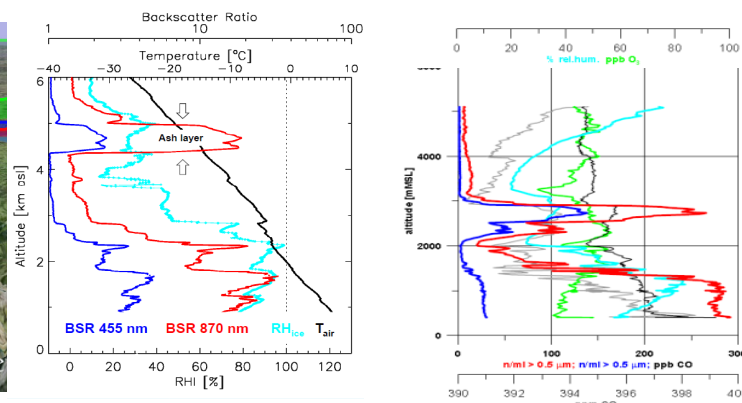 Backscatter Ratio
1 10 100
Temperature [°C]
−40 −30 −20 −10 0 10
6
4
2
0
Altitude [km asl]
Ash layer
BSR 455 nm BSR 870 nm RHice Tair
0 20 40 60 80 100 120
RHI [%]
0 20 40 60 80 100
% rel.hum. ppb O₃
4000
2000
0
altitude [mMSL]
0 100 200 300
n/ml > 0.5 µm; n/ml > 0.5 µm; ppb CO
390 392 394 396 398 40